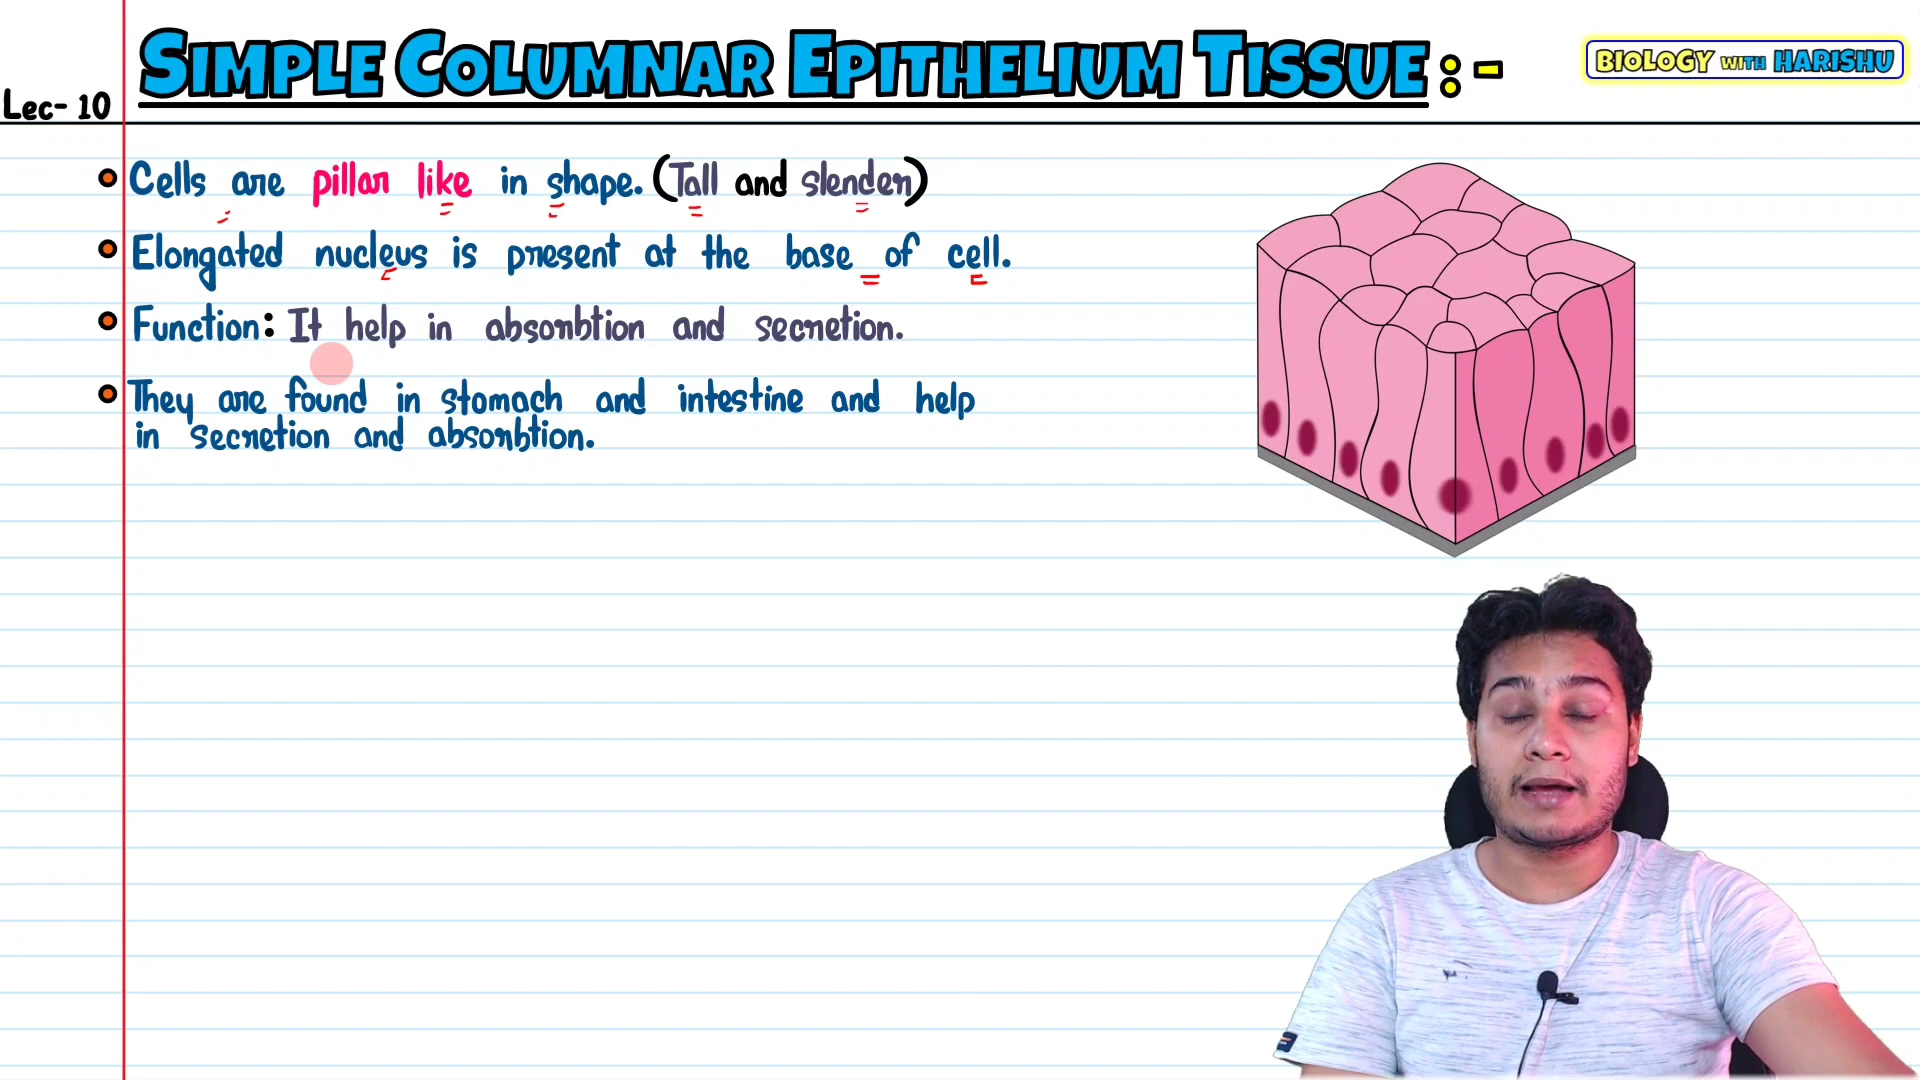 SIMPLE COLUMNAR EPITHELIUM TISSUE :-
BIOLOGY WITH HARISHU
Lec- 10
Cells are pillar like in shape. (Tall and slender)
Elongated nucleus is present at the base of cell.
Function: It help in absorbtion and secretion.
They are found in stomach and intestine and help
in secretion and absorbtion.